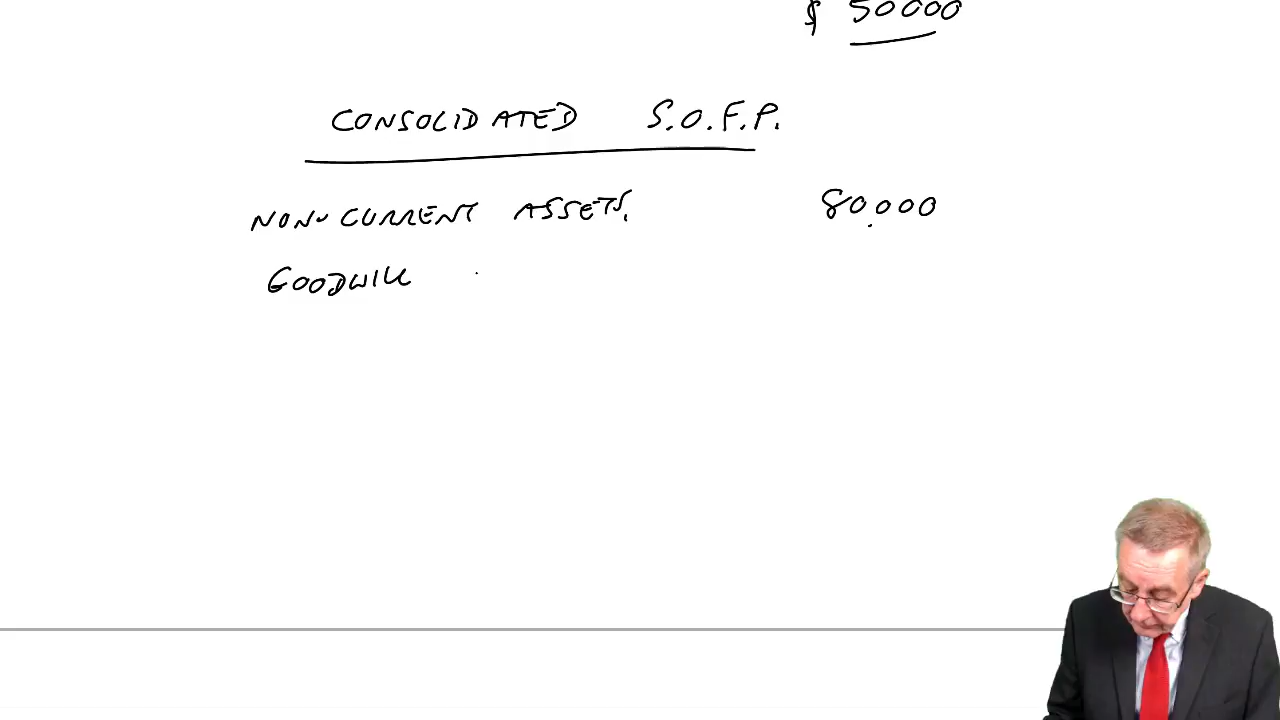 $ 50000
CONSOLIDATED S.O.F.P.
NON-CURRENT ASSETS. 80,000
GOODWILL